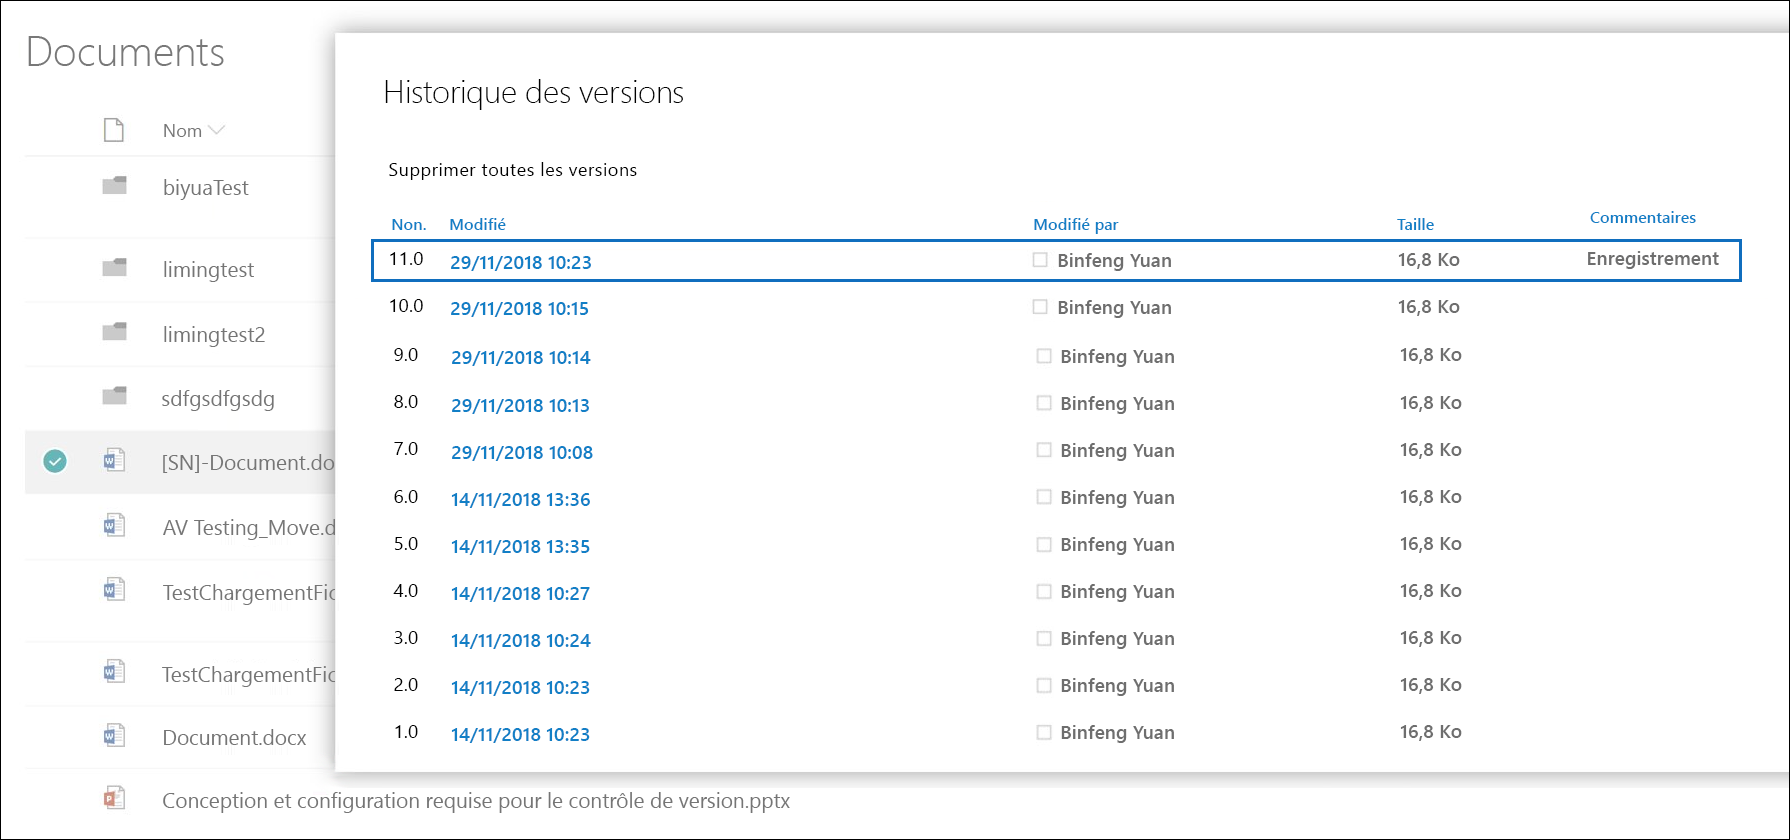 Documents
Nom
biyuaTest
limingtest
limingtest2
sdfgsdfgsdg
[SN]-Document.do
AV Testing_Move.d
TestChargementFic
TestChargementFic
Document.docx
Conception et configuration requise pour le contrôle de version.pptx
Historique des versions
Supprimer toutes les versions
Non. Modifié Modifié par Taille Commentaires
11.0 29/11/2018 10:23 Binfeng Yuan 16,8 Ko Enregistrement
10.0 29/11/2018 10:15 Binfeng Yuan 16,8 Ko
9.0 29/11/2018 10:14 Binfeng Yuan 16,8 Ko
8.0 29/11/2018 10:13 Binfeng Yuan 16,8 Ko
7.0 29/11/2018 10:08 Binfeng Yuan 16,8 Ko
6.0 14/11/2018 13:36 Binfeng Yuan 16,8 Ko
5.0 14/11/2018 13:35 Binfeng Yuan 16,8 Ko
4.0 14/11/2018 10:27 Binfeng Yuan 16,8 Ko
3.0 14/11/2018 10:24 Binfeng Yuan 16,8 Ko
2.0 14/11/2018 10:23 Binfeng Yuan 16,8 Ko
1.0 14/11/2018 10:23 Binfeng Yuan 16,8 Ko